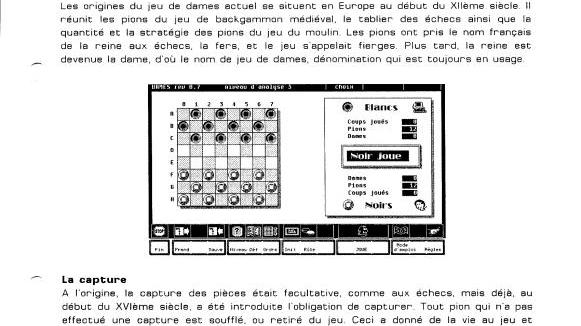 Les origines du jeu de dames actuel se situent en Europe au début du XIIème siècle. Il
réunit les pions du jeu de backgammon médiéval, le tablier des échecs ainsi que la
quantité et la stratégie des pions du jeu du moulin. Les pions ont pris le nom français
de la reine aux échecs, la fers, et le jeu s'appelait fierges. Plus tard, la reine est
devenue la dame, d'où le nom de jeu de dames, dénomination qui est toujours en usage.
DAMES rev 0.7 niveau d'analyse 3 | Choix | |
0 1 2 3 4 5 6 7
A
B
C
D
E
F
G
H
Blancs
Coups joués 0
Pions 12
Dames 0
Noir joue
Dames 0
Pions 12
Coups joués 0
Noirs
STOP
Fin Prend Sauve Niveau Déf Ordre Init Rôle JOUE Mode d'emploi Règles
La capture
A l'origine, la capture des pièces était facultative, comme aux échecs, mais déjà, au
début du XVIème siècle, a été introduite l'obligation de capturer. Tout pion qui n'a pas
effectué une capture est soufflé, ou retiré du jeu. Ceci a donné de la vie au jeu et